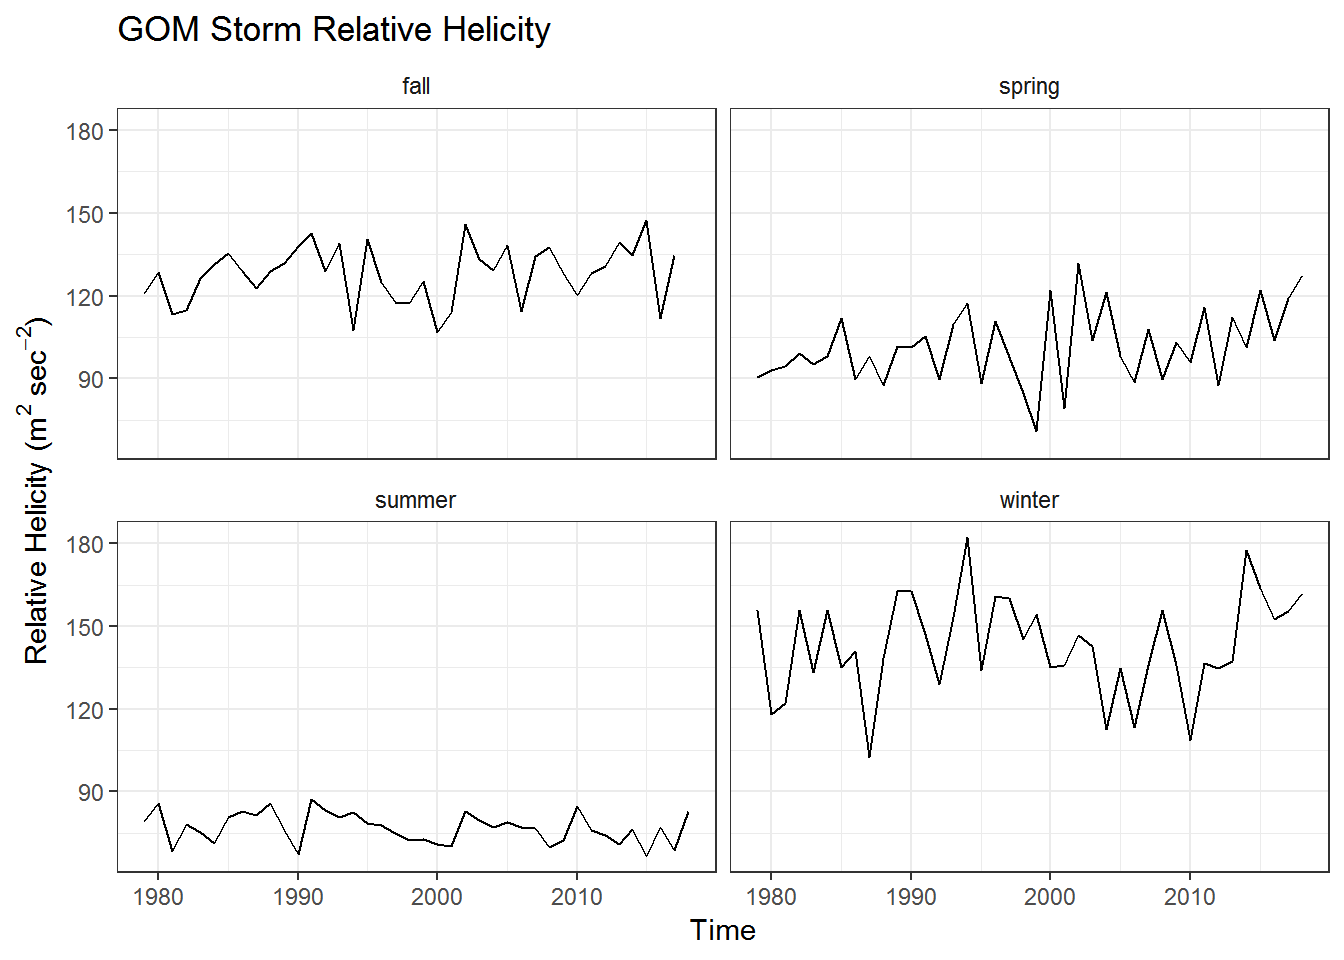 GOM Storm Relative Helicity
fall
spring
180
150
120
90
Relative Helicity (m² sec⁻²)
summer
winter
180
150
120
90
1980 1990 2000 2010
1980 1990 2000 2010
Time